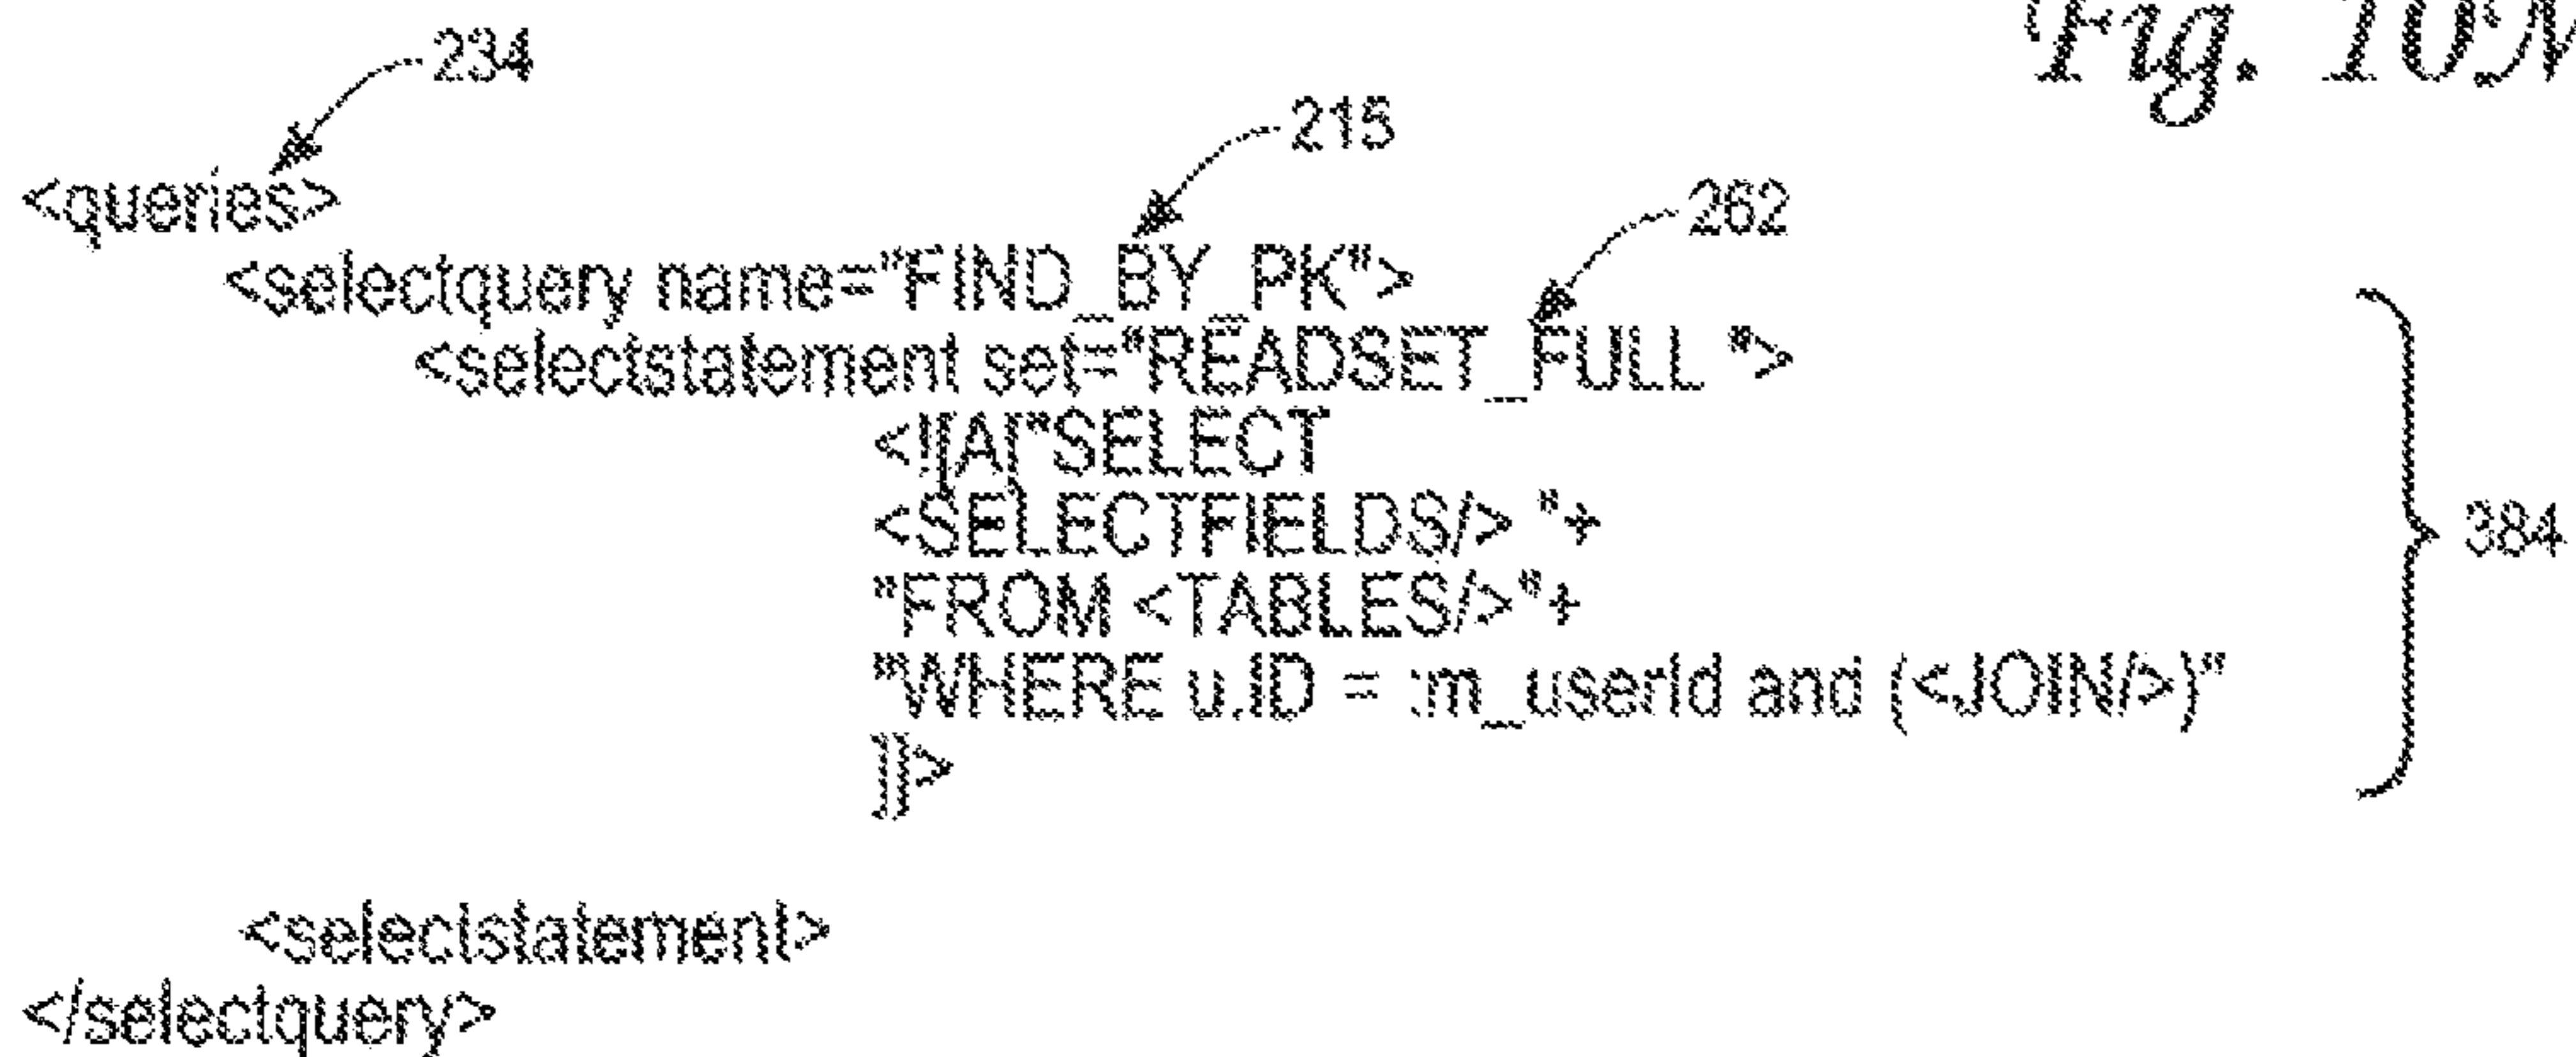 Fig. 10
234
215
<queries>
262
<selectquery name="FIND_BY_PK">
<selectstatement set="READSET_FULL ">
<![A["SELECT
<SELECTFIELDS/> "+
384
"FROM <TABLES/>"+
"WHERE u.ID = :m_userId and (<JOIN/>)"
]]>
<selectstatement>
</selectquery>